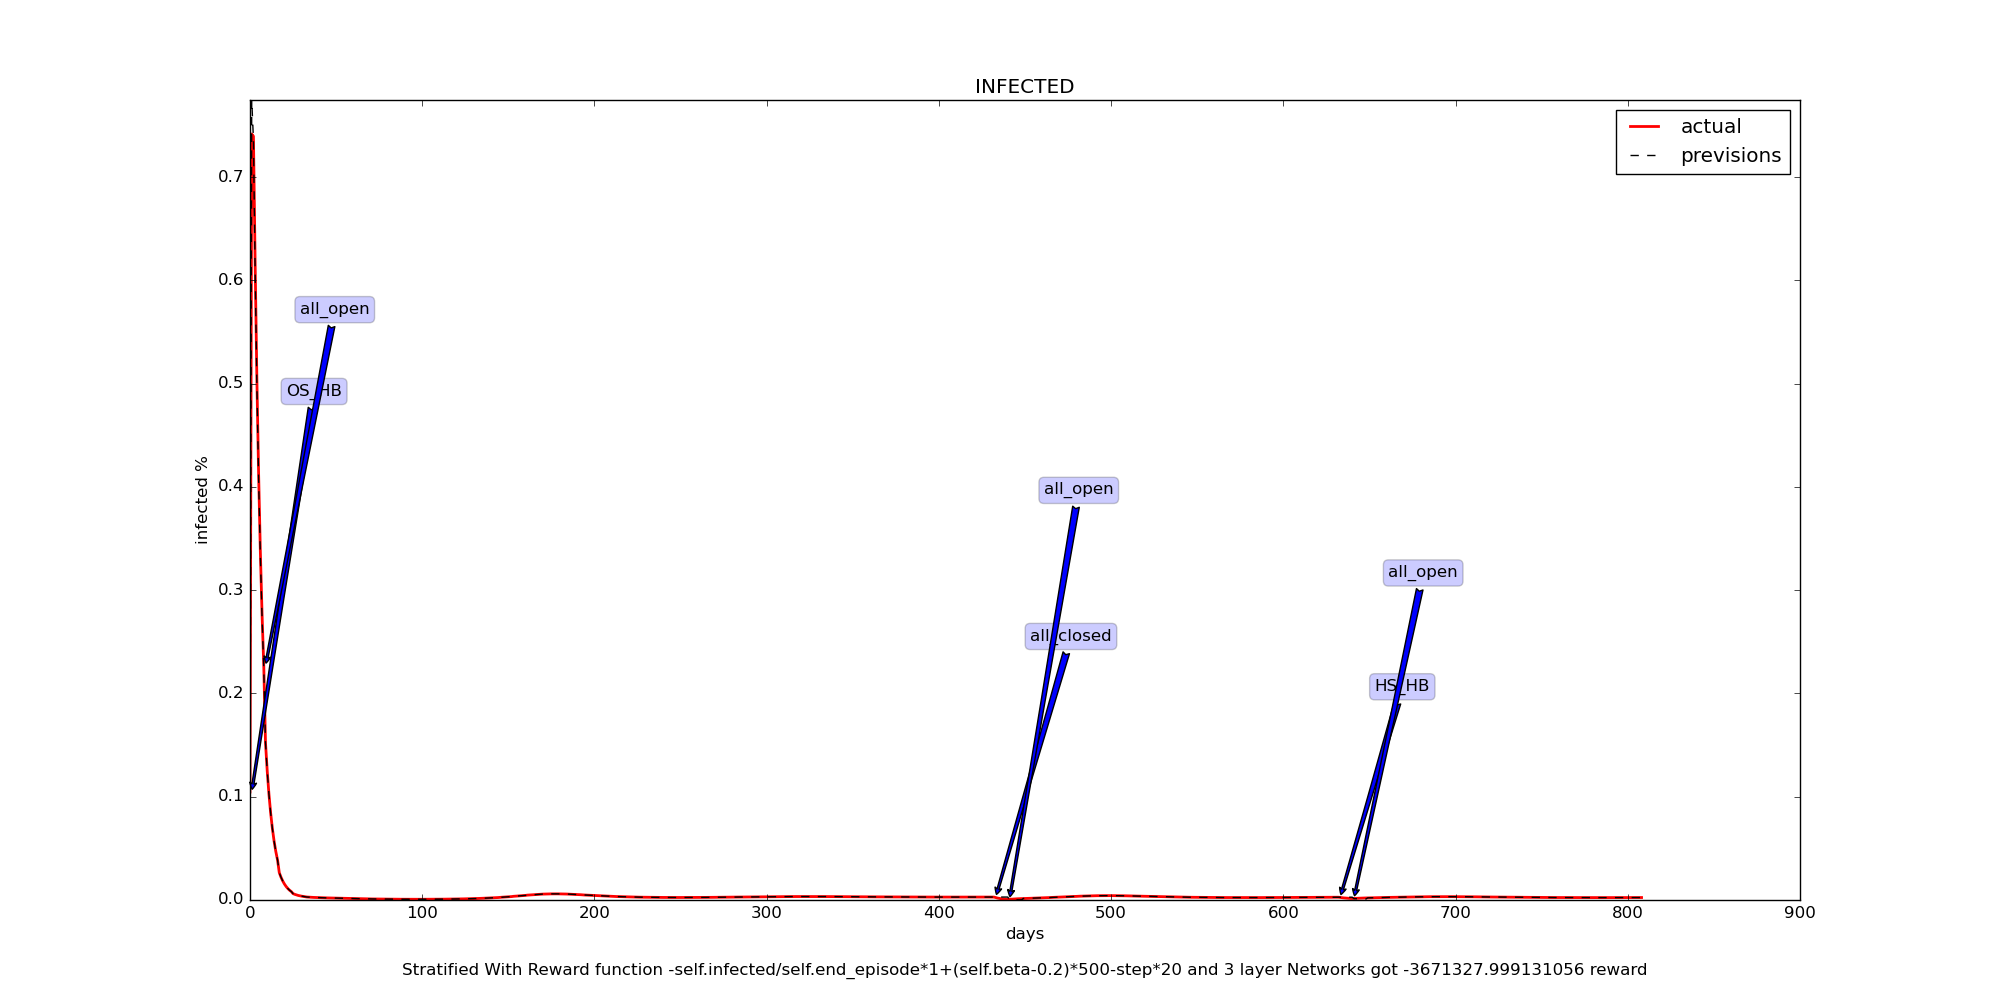 INFECTED
actual
previsions
0.7
0.6
0.5
0.4
0.3
0.2
0.1
0.0
infected %
all_open
OS_HB
all_open
all_closed
all_open
HS_HB
0 100 200 300 400 500 600 700 800 900
days
Stratified With Reward function -self.infected/self.end_episode*1+(self.beta-0.2)*500-step*20 and 3 layer Networks got -3671327.999131056 reward